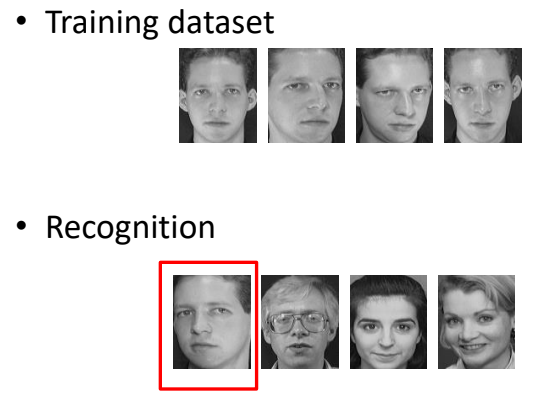 • Training dataset
• Recognition